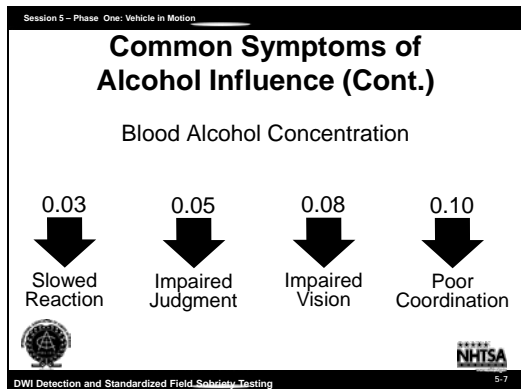 Session 5 – Phase One: Vehicle in Motion
Common Symptoms of
Alcohol Influence (Cont.)
Blood Alcohol Concentration
0.03 0.05 0.08 0.10
Slowed Impaired Impaired Poor
Reaction Judgment Vision Coordination
NHTSA
DWI Detection and Standardized Field Sobriety Testing 5-7